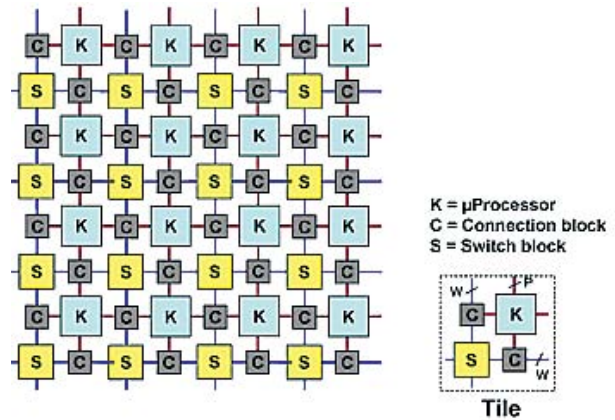 C K C K C K C K
S C S C S C S C
C K C K C K C K
S C S C S C S C
C K C K C K C K
S C S C S C S C
C K C K C K C K
S C S C S C S C
K = µProcessor
C = Connection block
S = Switch block
W P
C K
S C W
Tile